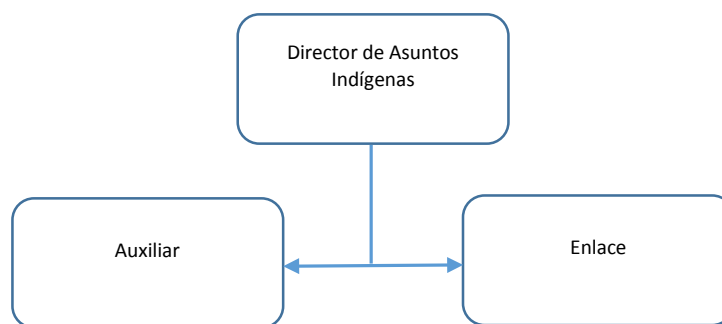 Director de Asuntos
Indígenas
Auxiliar
Enlace